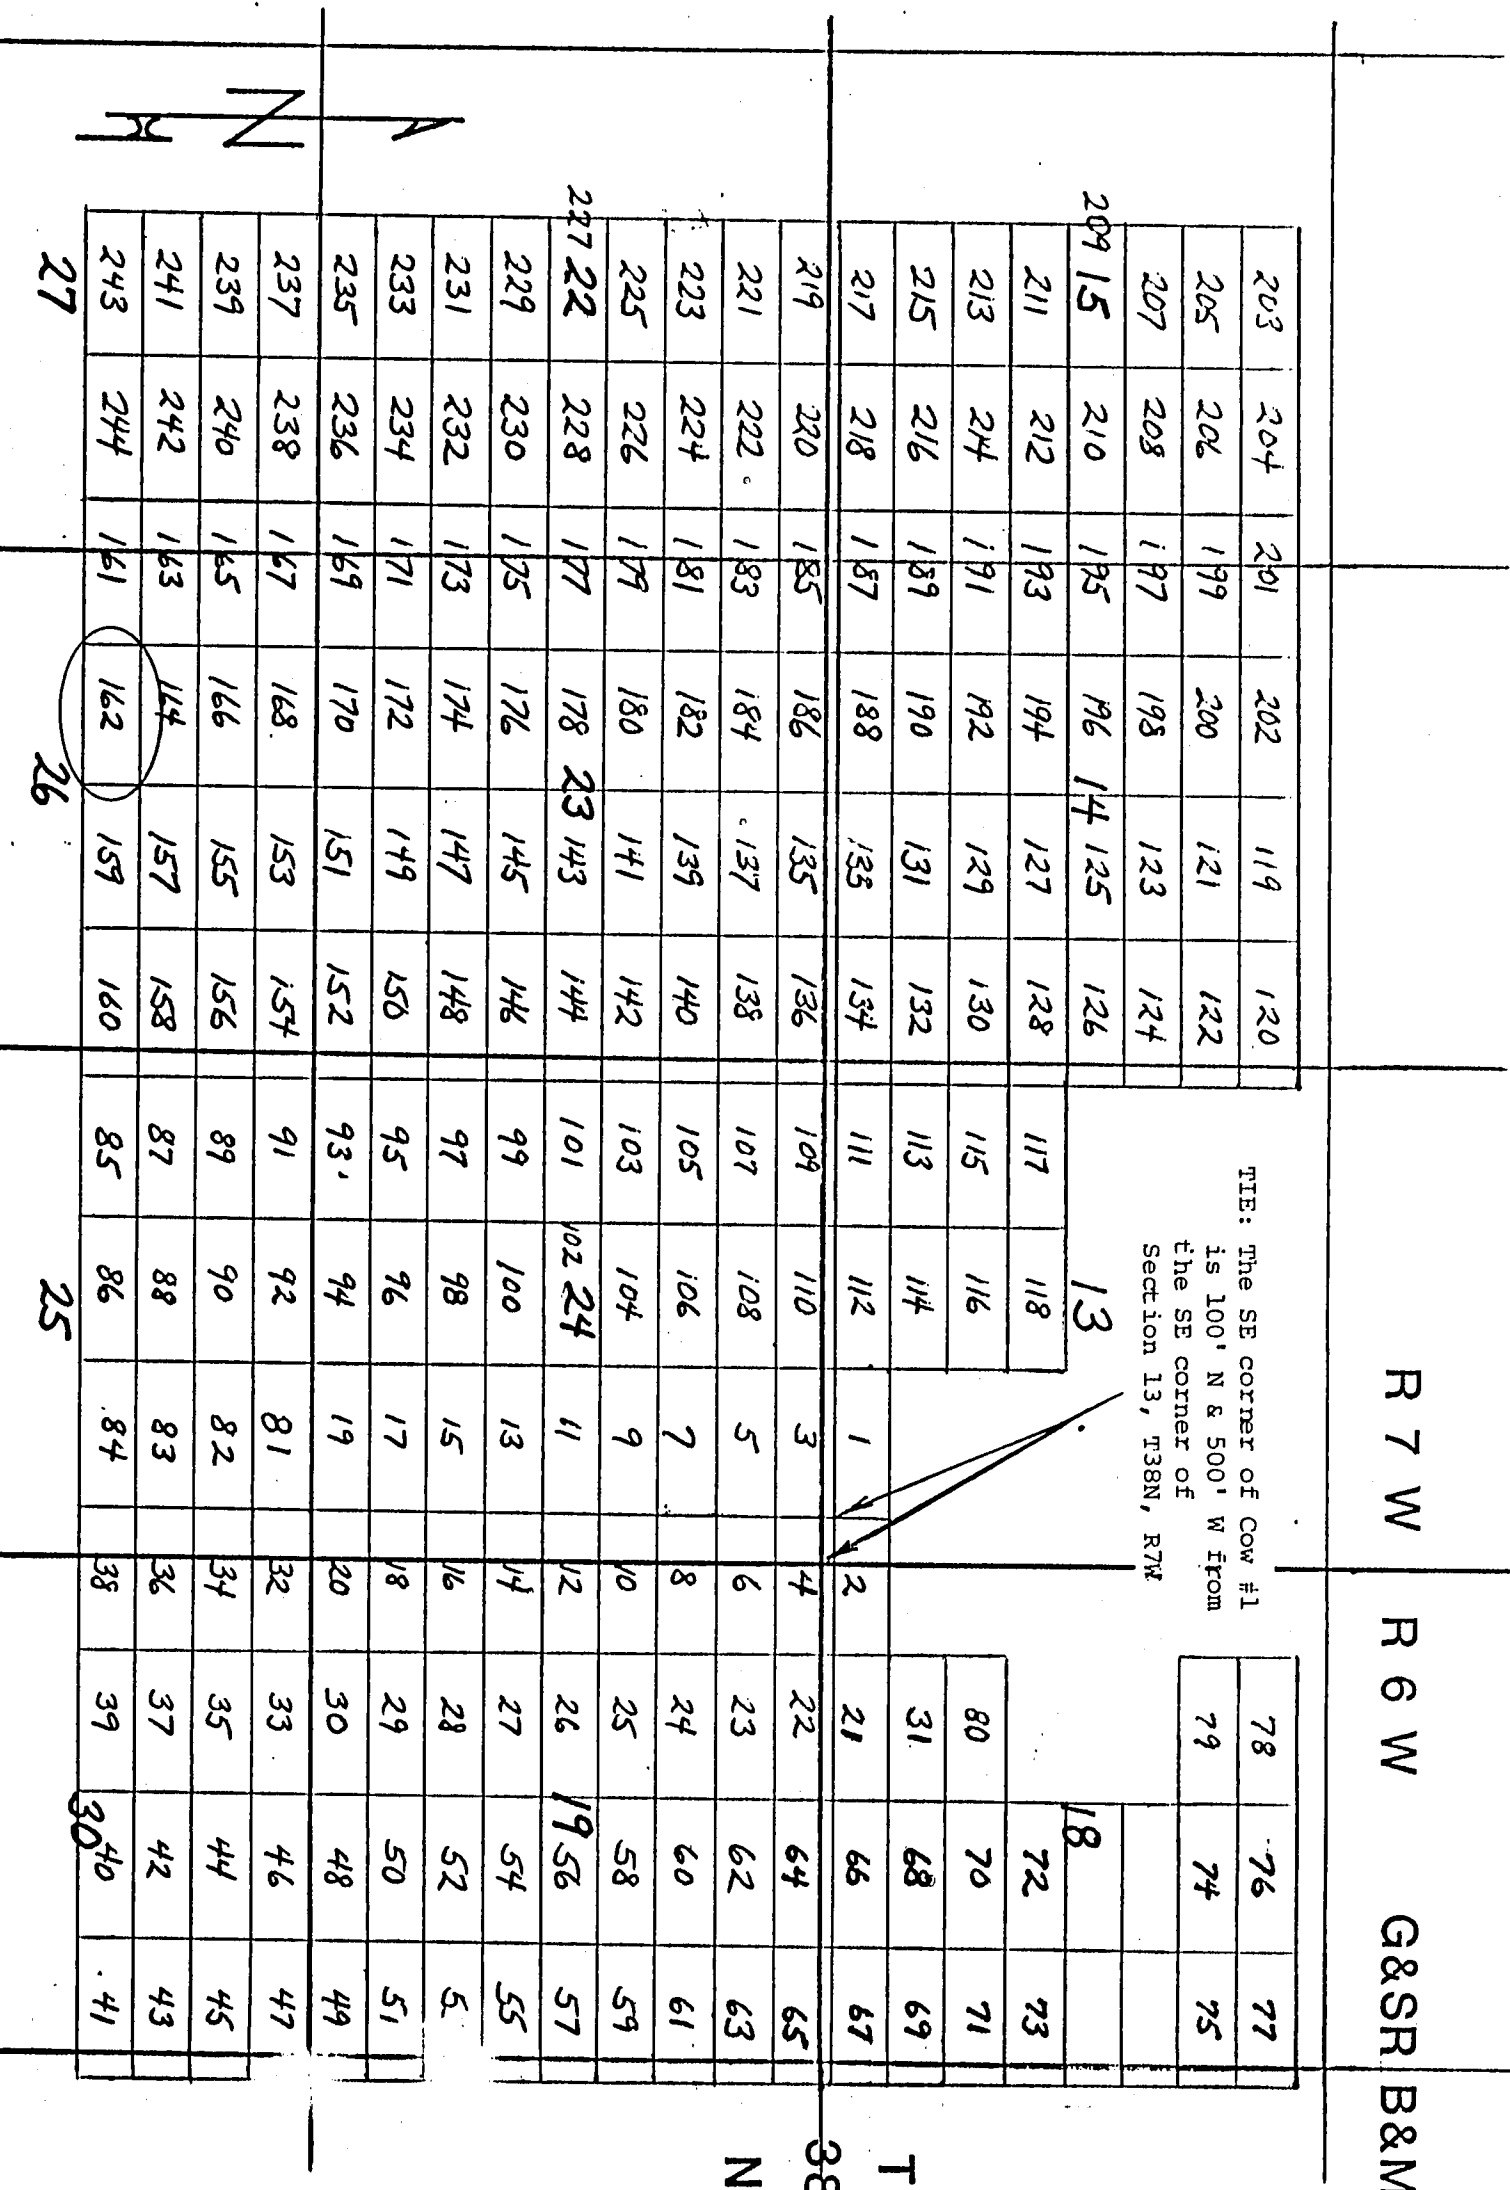 R 7 W R 6 W G&SR B&M
203 204 201 202 119 120 78 76 77
TIE: The SE corner of Cow #1
is 100' N & 500' W from
the SE corner of
Section 13, T38N, R7W
205 206 199 200 121 122 79 74 75
207 208 197 198 123 124
209 15 210 195 196 14 125 126 13 18
211 212 193 194 127 128 117 118 72 73
213 214 191 192 129 130 115 116 80 70 71
215 216 189 190 131 132 113 114 31 68 69
217 218 187 188 133 134 111 112 1 2 21 66 67
T
219 220 185 186 135 136 109 110 3 4 22 64 65
38
221 222 183 184 137 138 107 108 5 6 23 62 63
N
223 224 181 182 139 140 105 106 7 8 24 60 61
225 226 179 180 141 142 103 104 9 10 25 58 59
227 22 228 177 178 23 143 144 101 102 24 11 12 26 19 56 57
229 230 175 176 145 146 99 100 13 14 27 54 55
231 232 173 174 147 148 97 98 15 16 28 52 5
233 234 171 172 149 150 95 96 17 18 29 50 51
235 236 169 170 151 152 93 94 19 20 30 48 49
237 238 167 168 153 154 91 92 81 32 33 46 47
239 240 165 166 155 156 89 90 82 34 35 44 45
241 242 163 164 157 158 87 88 83 36 37 42 43
243 244 161 162 159 160 85 86 84 38 39 40 41
27 26 25 30
N